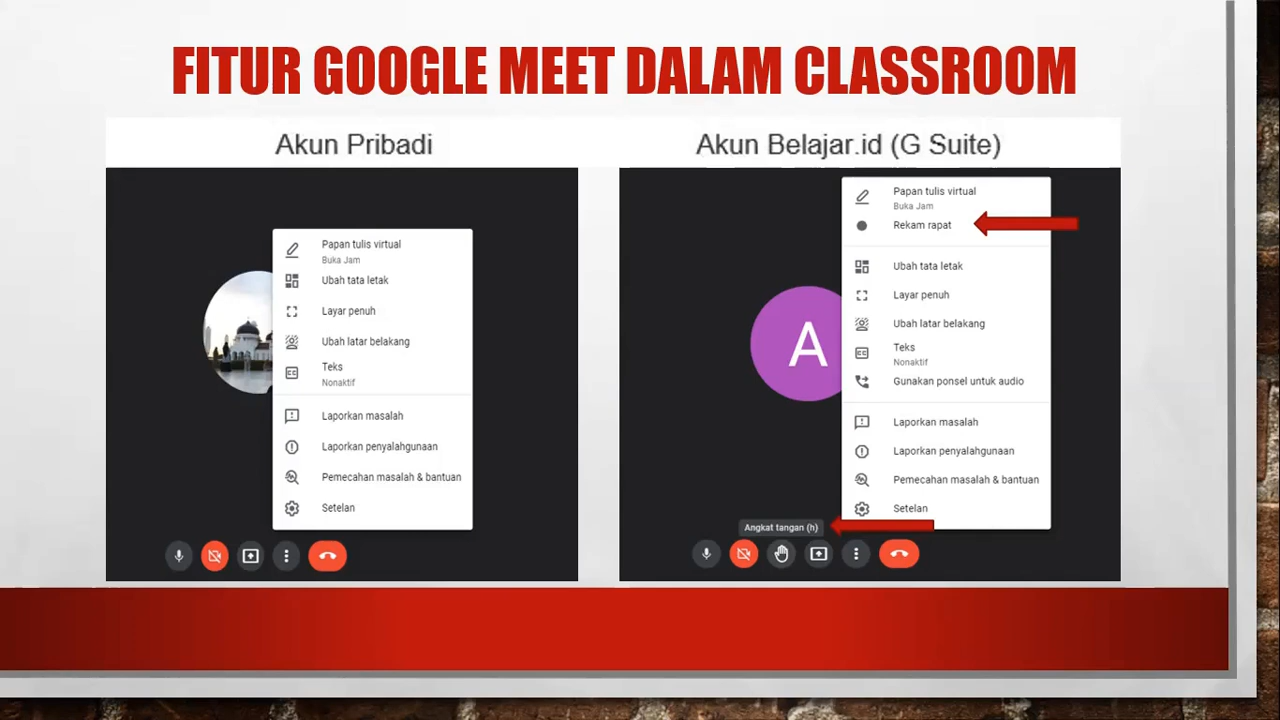 FITUR GOOGLE MEET DALAM CLASSROOM
Akun Pribadi
Papan tulis virtual
Buka Jam
Ubah tata letak
Layar penuh
Ubah latar belakang
Teks
Nonaktif
Laporkan masalah
Laporkan penyalahgunaan
Pemecahan masalah & bantuan
Setelan
Akun Belajar.id (G Suite)
Papan tulis virtual
Buka Jam
Rekam rapat
Ubah tata letak
Layar penuh
Ubah latar belakang
Teks
Nonaktif
Gunakan ponsel untuk audio
Laporkan masalah
Laporkan penyalahgunaan
Pemecahan masalah & bantuan
Setelan
A
Angkat tangan (h)